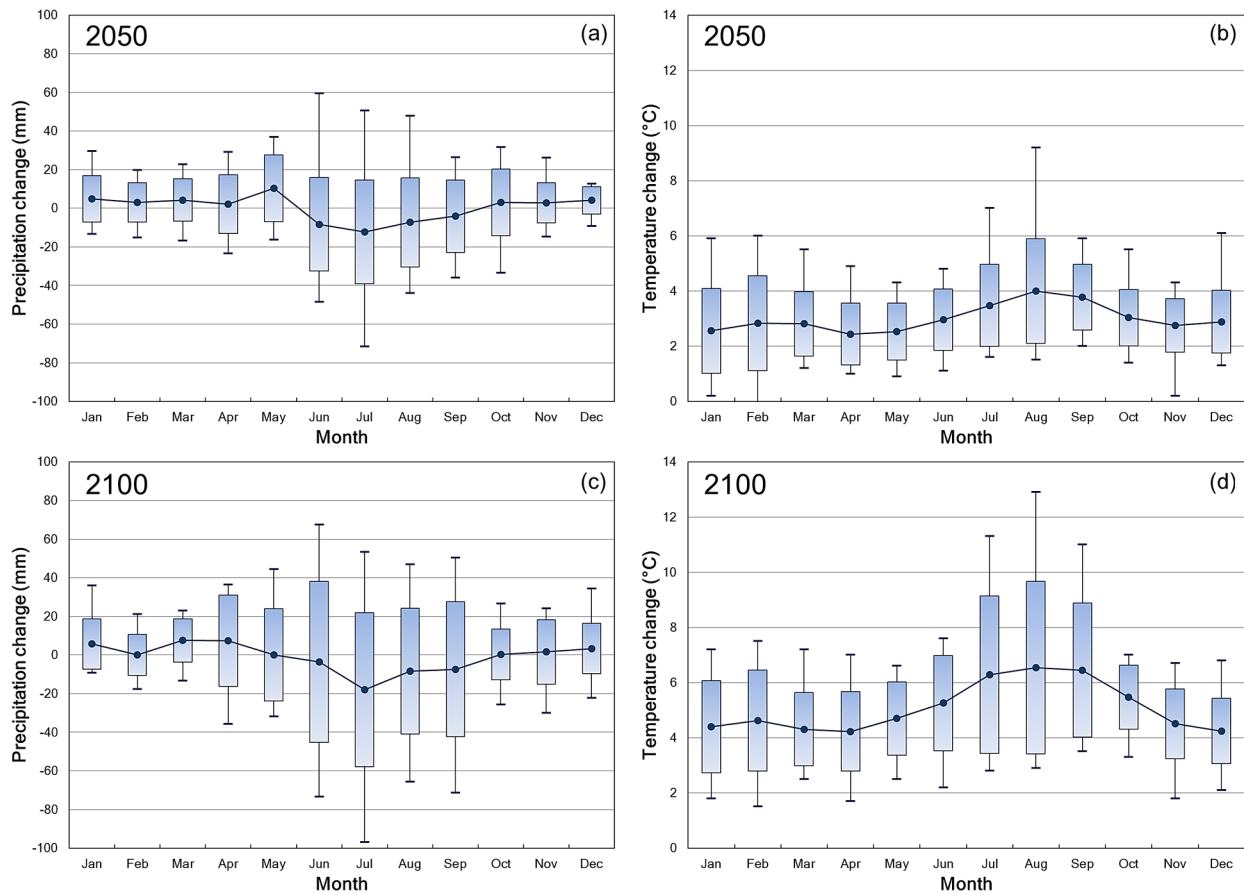 2050
(a)
Precipitation change (mm)
100
80
60
40
20
0
-20
-40
-60
-80
-100
Jan Feb Mar Apr May Jun Jul Aug Sep Oct Nov Dec
Month
2050
(b)
Temperature change (°C)
14
12
10
8
6
4
2
0
Jan Feb Mar Apr May Jun Jul Aug Sep Oct Nov Dec
Month
2100
(c)
Precipitation change (mm)
100
80
60
40
20
0
-20
-40
-60
-80
-100
Jan Feb Mar Apr May Jun Jul Aug Sep Oct Nov Dec
Month
2100
(d)
Temperature change (°C)
14
12
10
8
6
4
2
0
Jan Feb Mar Apr May Jun Jul Aug Sep Oct Nov Dec
Month